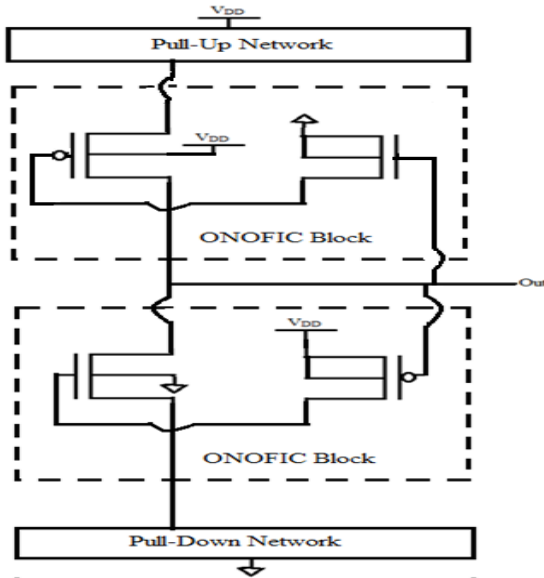 VDD
Pull-Up Network
VDD
ONOFIC Block
Out
VDD
ONOFIC Block
Pull-Down Network